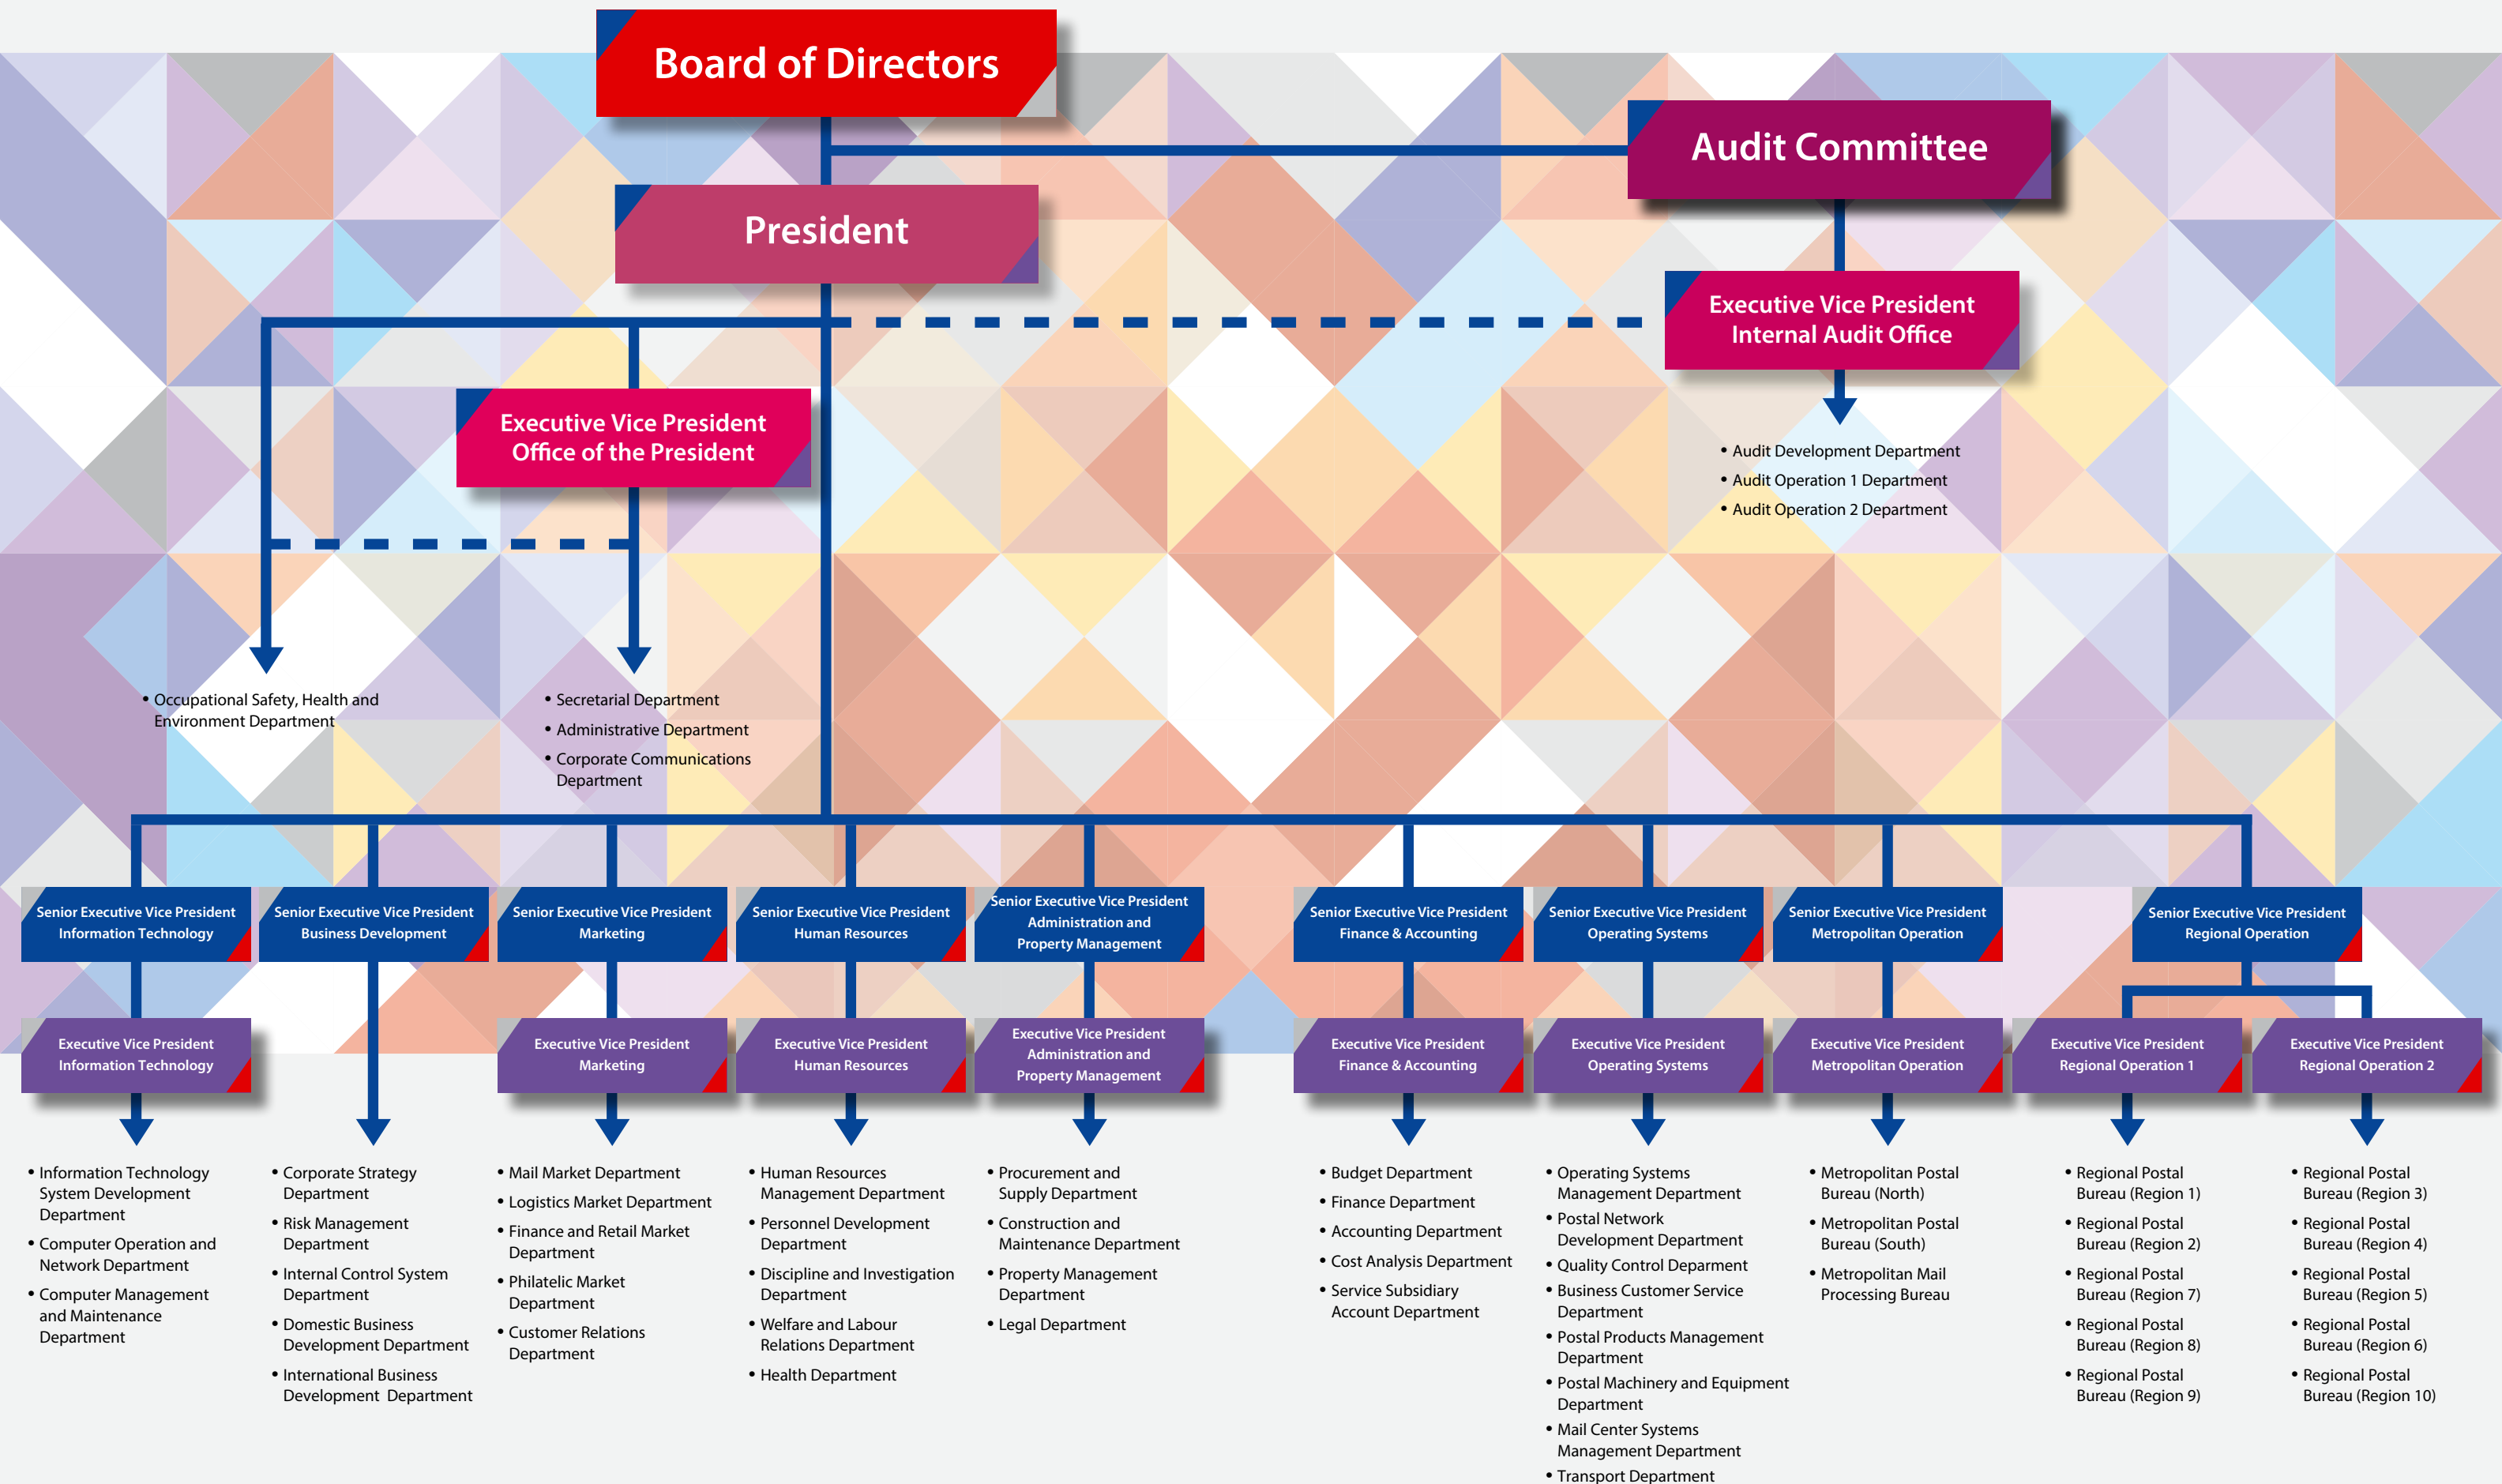 Board of Directors
Audit Committee
President
Executive Vice President
Internal Audit Office
Executive Vice President
Office of the President
• Audit Development Department
• Audit Operation 1 Department
• Audit Operation 2 Department
• Occupational Safety, Health and
Environment Department
• Secretarial Department
• Administrative Department
• Corporate Communications
Department
Senior Executive Vice President
Information Technology
Senior Executive Vice President
Business Development
Senior Executive Vice President
Marketing
Senior Executive Vice President
Human Resources
Senior Executive Vice President
Administration and
Property Management
Senior Executive Vice President
Finance & Accounting
Senior Executive Vice President
Operating Systems
Senior Executive Vice President
Metropolitan Operation
Senior Executive Vice President
Regional Operation
Executive Vice President
Information Technology
Executive Vice President
Marketing
Executive Vice President
Human Resources
Executive Vice President
Administration and
Property Management
Executive Vice President
Finance & Accounting
Executive Vice President
Operating Systems
Executive Vice President
Metropolitan Operation
Executive Vice President
Regional Operation 1
Executive Vice President
Regional Operation 2
• Information Technology
System Development
Department
• Computer Operation and
Network Department
• Computer Management
and Maintenance
Department
• Corporate Strategy
Department
• Risk Management
Department
• Internal Control System
Department
• Domestic Business
Development Department
• International Business
Development Department
• Mail Market Department
• Logistics Market Department
• Finance and Retail Market
Department
• Philatelic Market
Department
• Customer Relations
Department
• Human Resources
Management Department
• Personnel Development
Department
• Discipline and Investigation
Department
• Welfare and Labour
Relations Department
• Health Department
• Procurement and
Supply Department
• Construction and
Maintenance Department
• Property Management
Department
• Legal Department
• Budget Department
• Finance Department
• Accounting Department
• Cost Analysis Department
• Service Subsidiary
Account Department
• Operating Systems
Management Department
• Postal Network
Development Department
• Quality Control Deparment
• Business Customer Service
Department
• Postal Products Management
Department
• Postal Machinery and Equipment
Department
• Mail Center Systems
Management Department
• Transport Department
• Metropolitan Postal
Bureau (North)
• Metropolitan Postal
Bureau (South)
• Metropolitan Mail
Processing Bureau
• Regional Postal
Bureau (Region 1)
• Regional Postal
Bureau (Region 2)
• Regional Postal
Bureau (Region 7)
• Regional Postal
Bureau (Region 8)
• Regional Postal
Bureau (Region 9)
• Regional Postal
Bureau (Region 3)
• Regional Postal
Bureau (Region 4)
• Regional Postal
Bureau (Region 5)
• Regional Postal
Bureau (Region 6)
• Regional Postal
Bureau (Region 10)